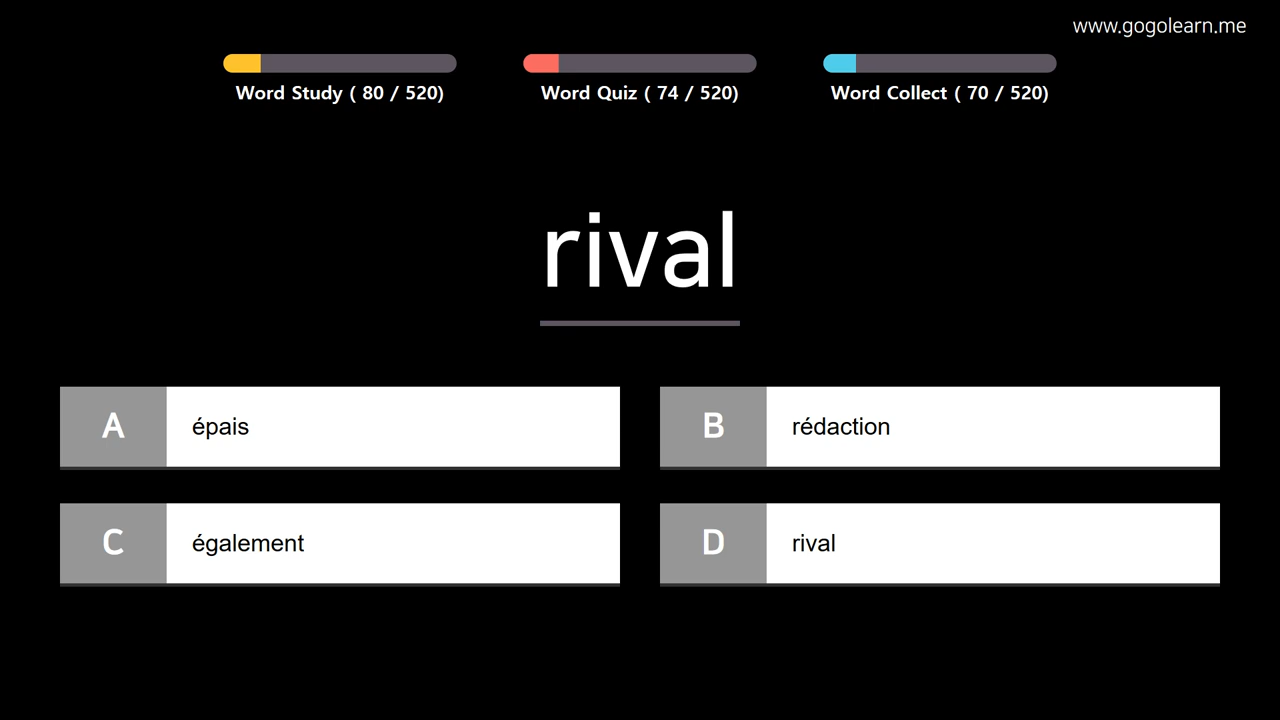 www.gogolearn.me
Word Study ( 80 / 520)
Word Quiz ( 74 / 520)
Word Collect ( 70 / 520)
rival
A épais
B rédaction
C également
D rival